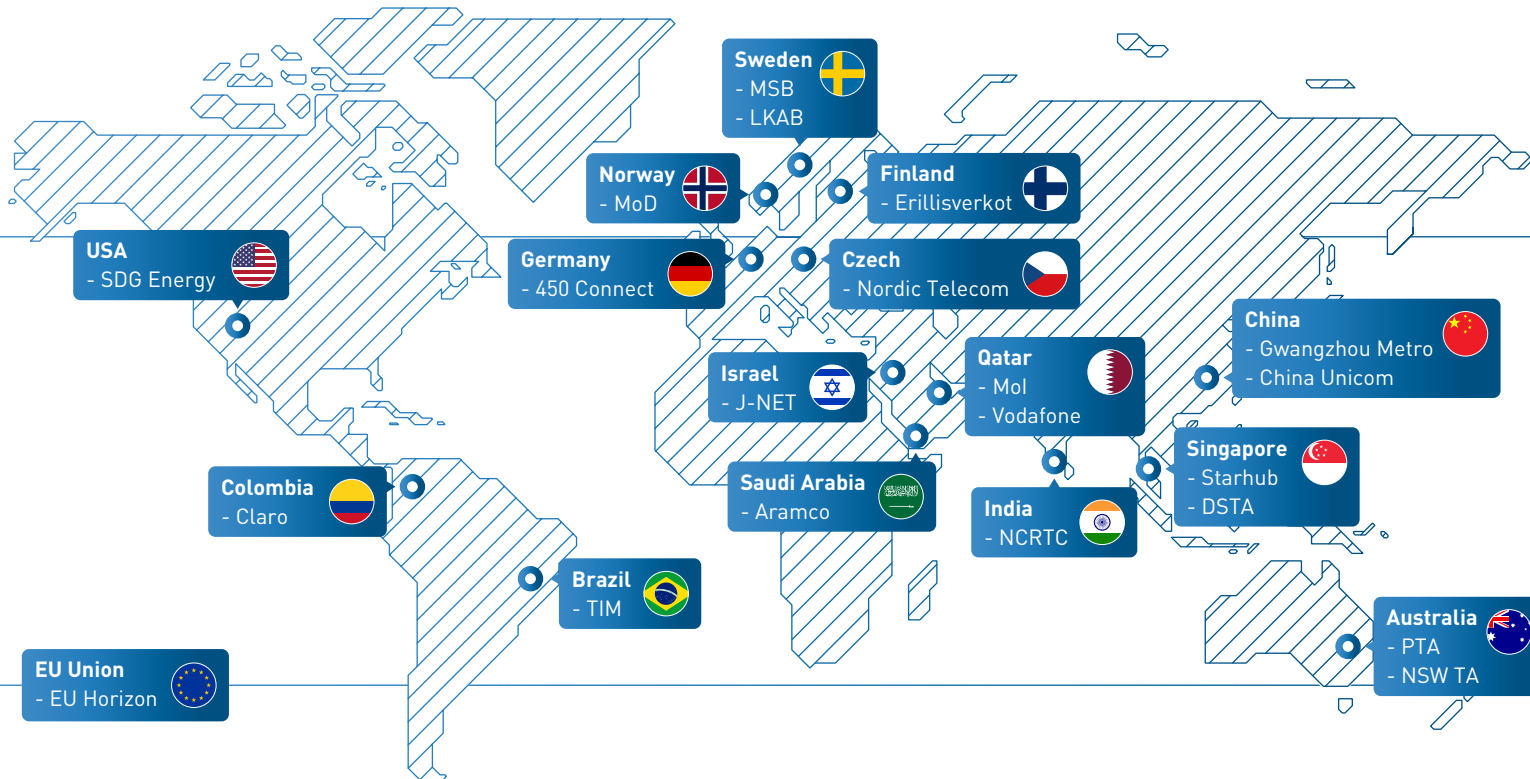 Sweden
- MSB
- LKAB
Norway
- MoD
Finland
- Erillisverkot
USA
- SDG Energy
Germany
- 450 Connect
Czech
- Nordic Telecom
China
- Gwangzhou Metro
- China Unicom
Israel
- J-NET
Qatar
- MoI
- Vodafone
Singapore
- Starhub
- DSTA
Colombia
- Claro
Saudi Arabia
- Aramco
India
- NCRTC
Brazil
- TIM
Australia
- PTA
- NSW TA
EU Union
- EU Horizon